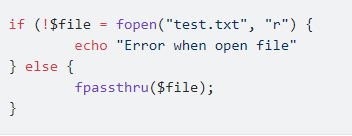 if (!$file = fopen("test.txt", "r") {
        echo "Error when open file"
} else {
        fpassthru($file);
}